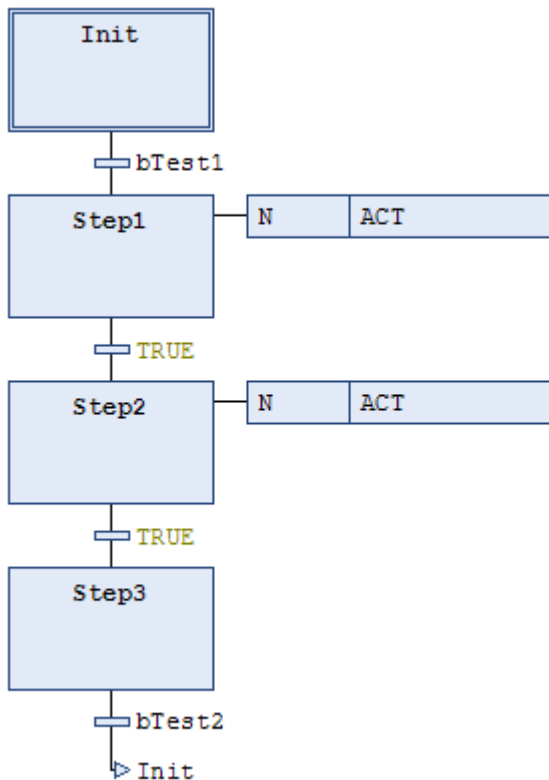 Init
bTest1
Step1 N ACT
TRUE
Step2 N ACT
TRUE
Step3
bTest2
Init